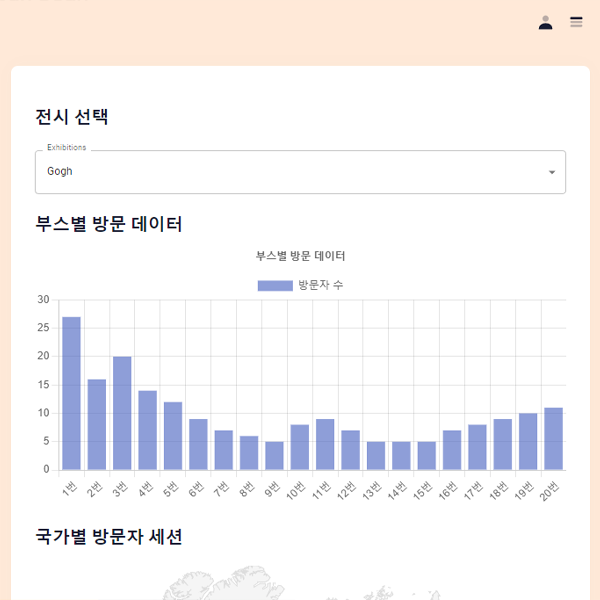 전시 선택
Exhibitions
Gogh
부스별 방문 데이터
부스별 방문 데이터
방문자 수
30
25
20
15
10
5
0
1번 2번 3번 4번 5번 6번 7번 8번 9번 10번 11번 12번 13번 14번 15번 16번 17번 18번 19번 20번
국가별 방문자 세션